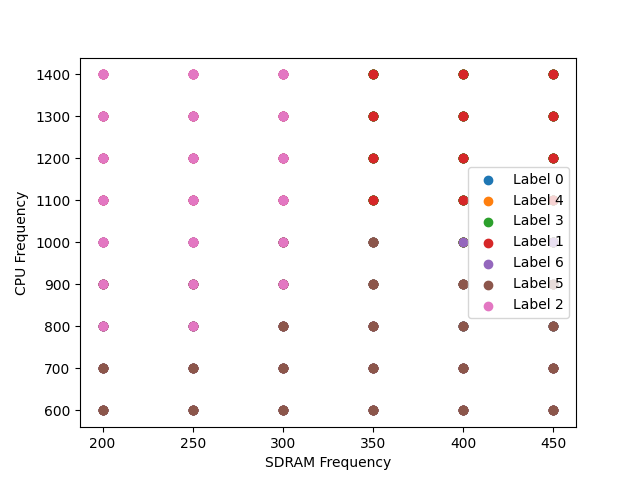 1400
1300
1200
1100
1000
900
800
700
600
CPU Frequency
Label 0
Label 4
Label 3
Label 1
Label 6
Label 5
Label 2
200 250 300 350 400 450
SDRAM Frequency